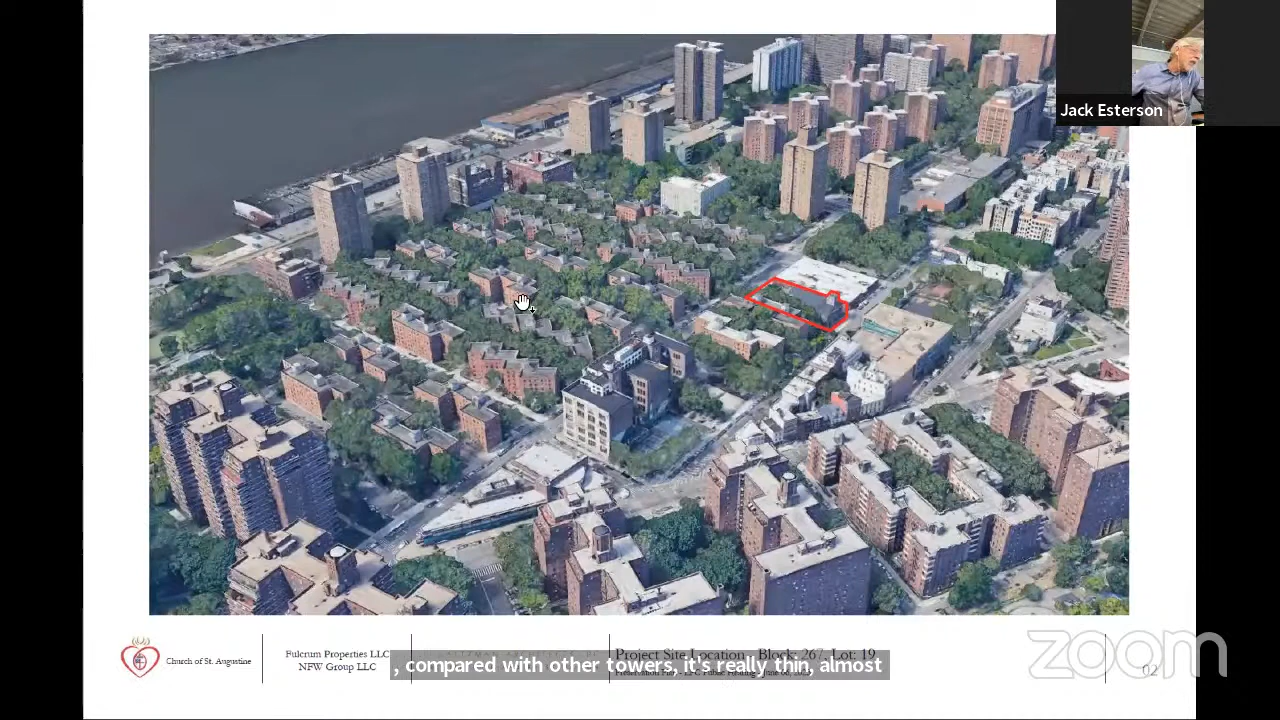 Jack Esterson
Church of St. Augustine
Fulcrum Properties LLC
NFW Group LLC
Project Site Location - Block: 267, Lot: 19
, compared with other towers, it's really thin, almost
zoom
02